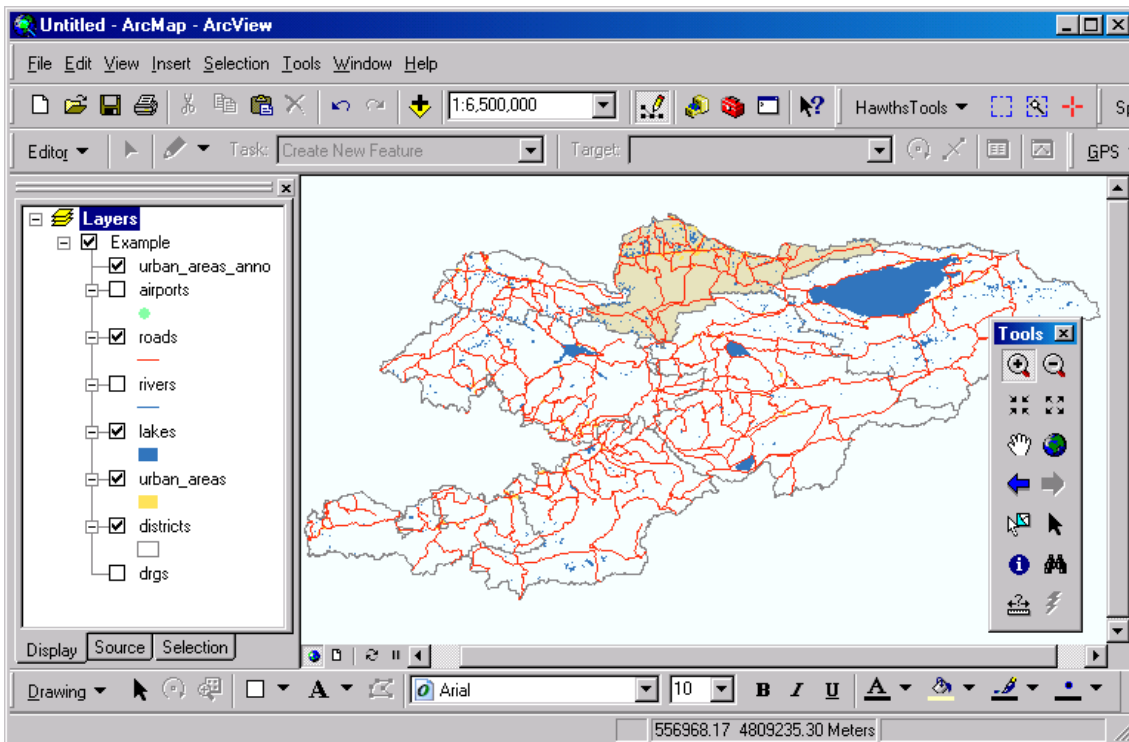 Untitled - ArcMap - ArcView
File Edit View Insert Selection Tools Window Help
1:6,500,000
HawthsTools
Editor
Task:
Create New Feature
Target:
GPS
Layers
Example
urban_areas_anno
airports
roads
rivers
lakes
urban_areas
districts
drgs
Tools
Display Source Selection
Drawing
A
Arial
10
B I U
A
556968.17 4809235.30 Meters